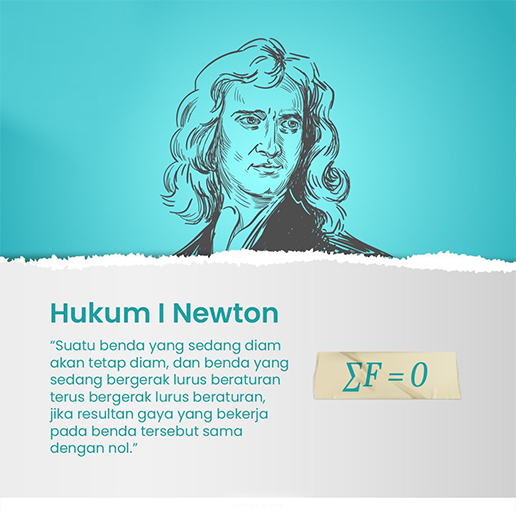 Hukum I Newton
“Suatu benda yang sedang diam
akan tetap diam, dan benda yang
sedang bergerak lurus beraturan
terus bergerak lurus beraturan,
jika resultan gaya yang bekerja
pada benda tersebut sama
dengan nol.”
∑F = 0